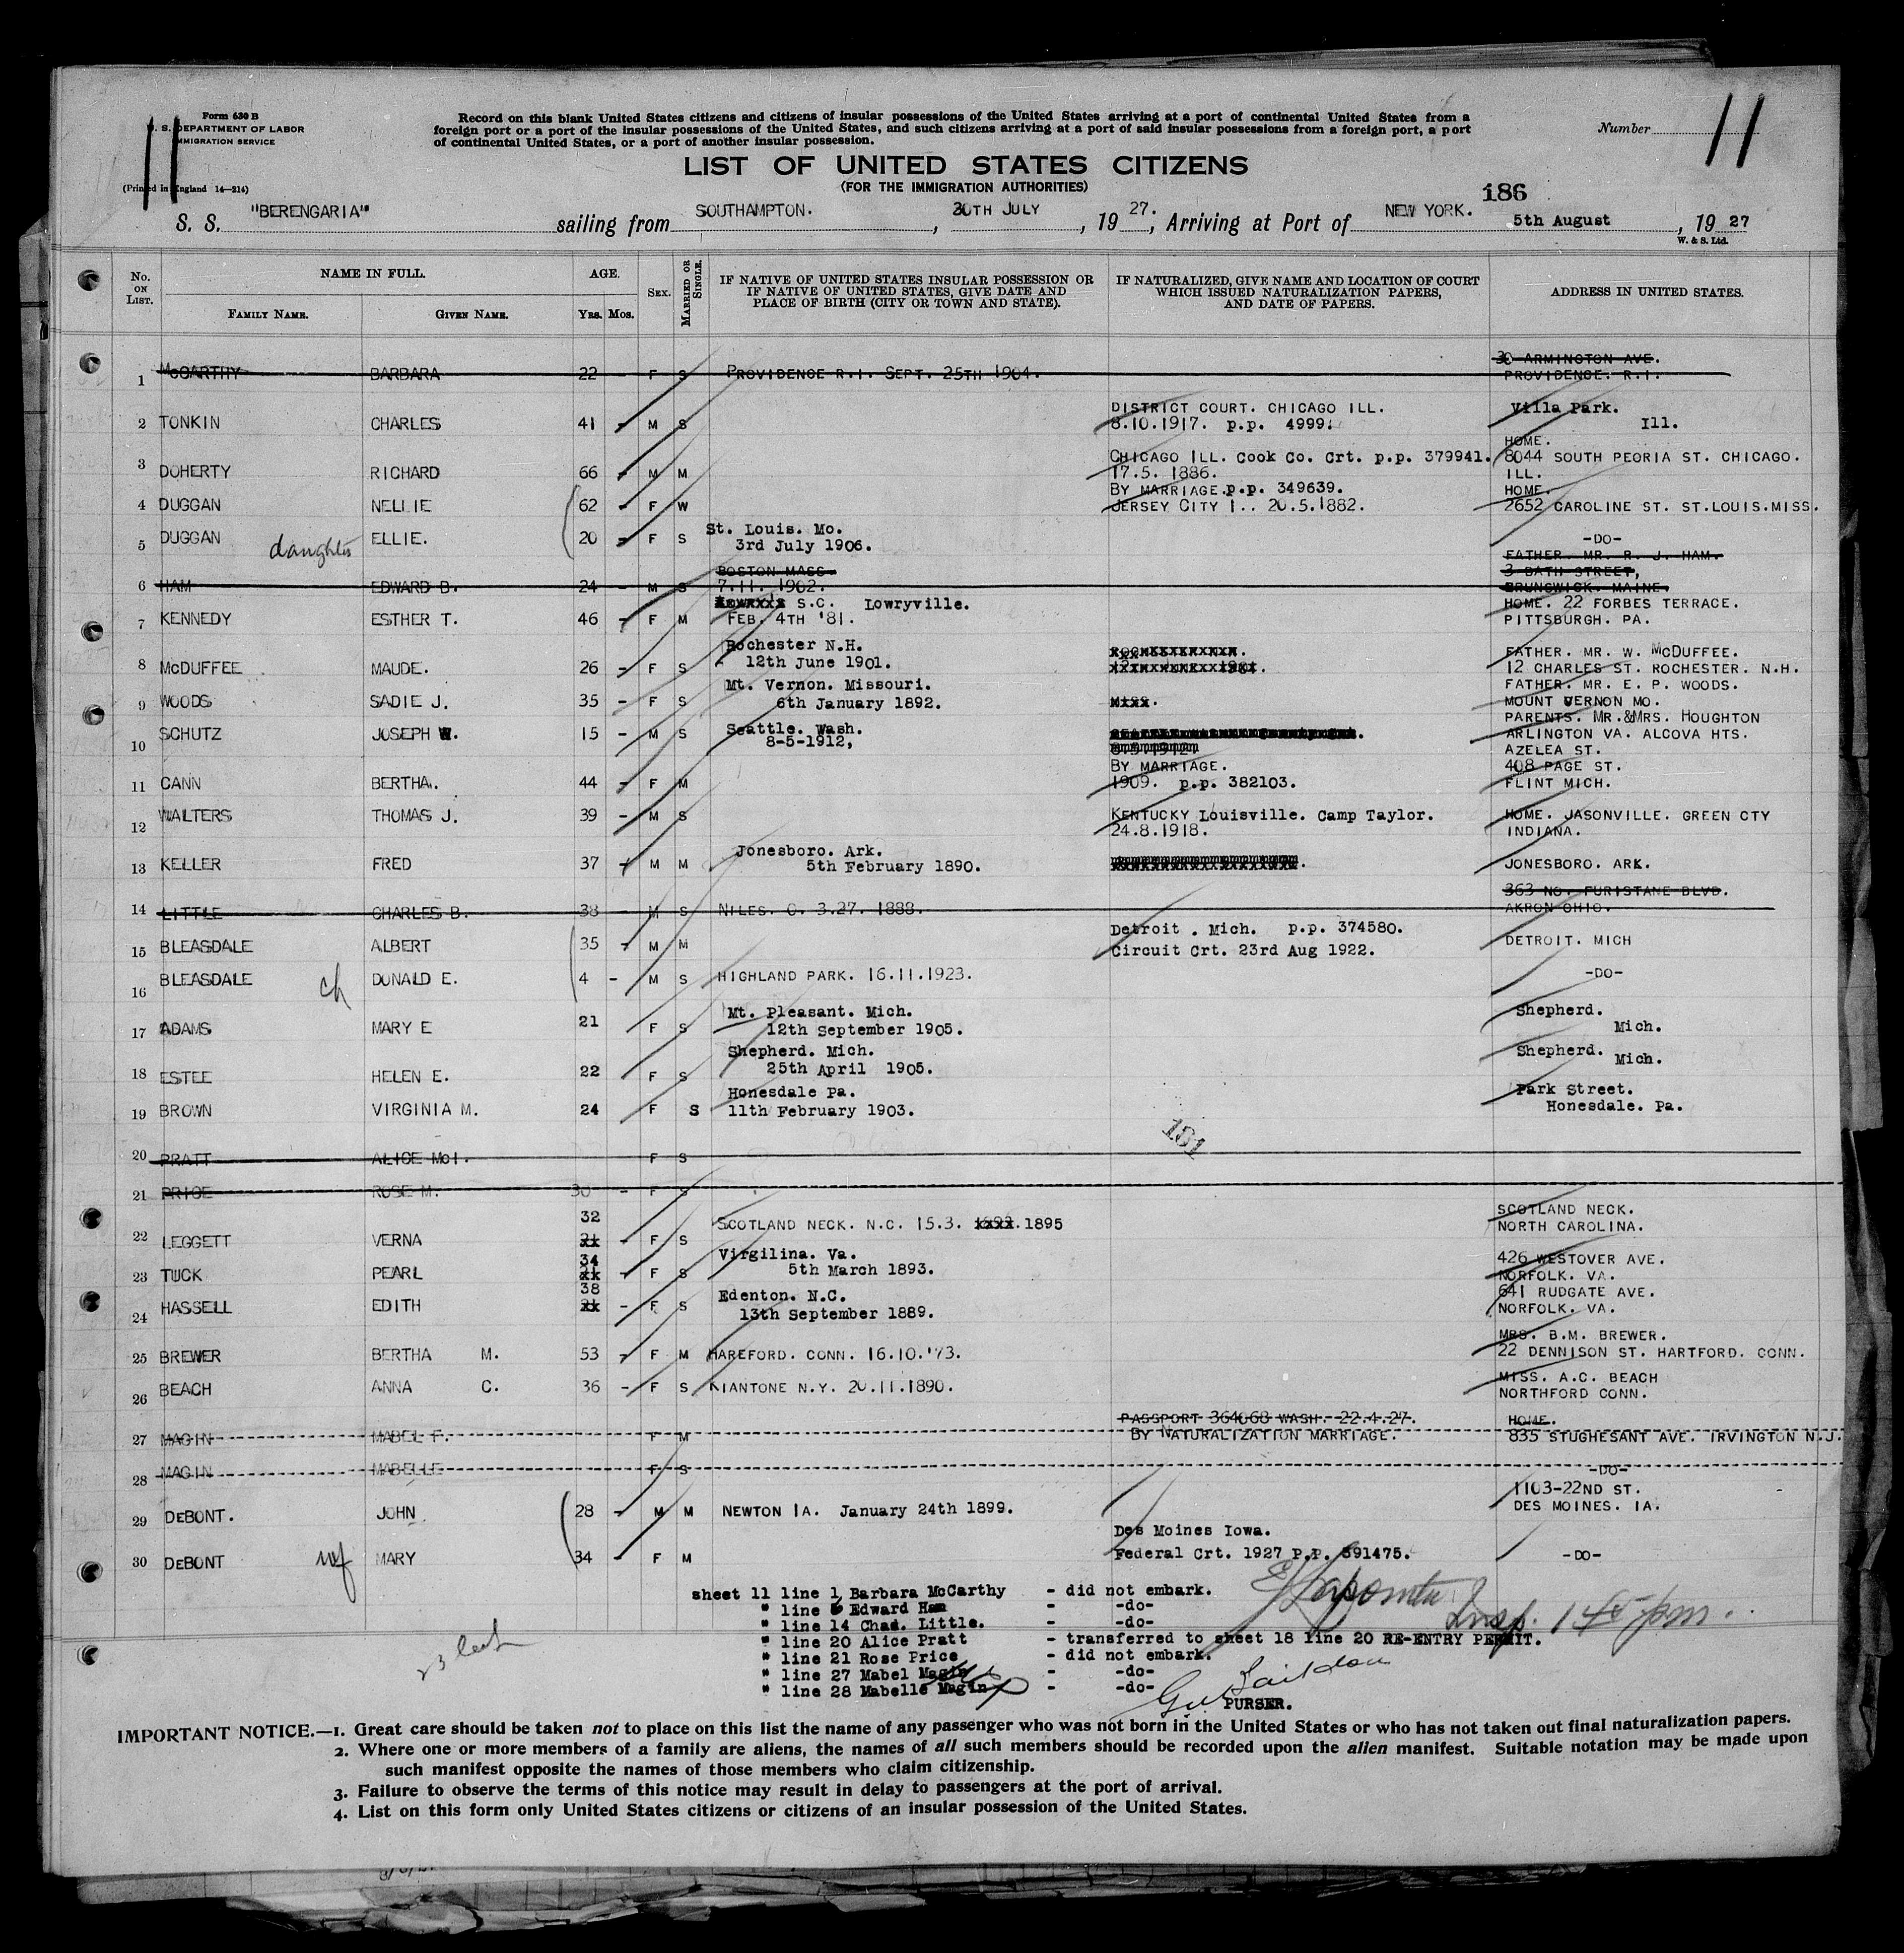 Form 630 B
U. S. DEPARTMENT OF LABOR
IMMIGRATION SERVICE
(Printed in England 14—214)
11
Record on this blank United States citizens and citizens of insular possessions of the United States arriving at a port of continental United States from a
foreign port or a port of the insular possessions of the United States, and such citizens arriving at a port of said insular possessions from a foreign port, a port
of continental United States, or a port of another insular possession.
Number 11
LIST OF UNITED STATES CITIZENS
(FOR THE IMMIGRATION AUTHORITIES)
186
S. S. "BERENGARIA" sailing from SOUTHAMPTON. , 30TH JULY , 19 27. , Arriving at Port of NEW YORK. 5th August , 19 27
W. & S. Ltd.
No. ON LIST. NAME IN FULL. AGE. SEX. MARRIED OR SINGLE. IF NATIVE OF UNITED STATES INSULAR POSSESSION OR IF NATIVE OF UNITED STATES, GIVE DATE AND PLACE OF BIRTH (CITY OR TOWN AND STATE). IF NATURALIZED, GIVE NAME AND LOCATION OF COURT WHICH ISSUED NATURALIZATION PAPERS, AND DATE OF PAPERS. ADDRESS IN UNITED STATES.
FAMILY NAME. GIVEN NAME. YRS. MOS.
1 McCARTHY BARBARA 22 - F S PROVIDENCE R.I. SEPT. 25TH 1904. 30 ARMINGTON AVE. PROVIDENCE. R.I.
2 TONKIN CHARLES 41 - M S DISTRICT COURT. CHICAGO ILL. 8.10.1917. p.p. 4999. Villa Park. Ill.
3 DOHERTY RICHARD 66 - M M CHICAGO ILL. Cook Co. Crt. p.p. 379941. 17.5. 1886. HOME. 8044 SOUTH PEORIA ST. CHICAGO. ILL.
4 DUGGAN NELLIE 62 - F W BY MARRIAGE.p.p. 349639. JERSEY CITY I.. 20.5.1882. HOME. 2652 CAROLINE ST. ST.LOUIS.MISS.
5 DUGGAN daughter ELLIE. 20 - F S St. Louis. Mo. 3rd July 1906. -DO-
6 HAM EDWARD B. 24 - M S BOSTON MASS. 7.11. 1902. FATHER. MR. R. J. HAM. 3 BATH STREET, BRUNSWICK. MAINE.
7 KENNEDY ESTHER T. 46 - F M S.C. Lowryville. FEB. 4TH '81. HOME. 22 FORBES TERRACE. PITTSBURGH. PA.
8 McDUFFEE MAUDE. 26 - F S Rochester N.H. 12th June 1901. FATHER. MR. W. McDUFFEE. 12 CHARLES ST. ROCHESTER. N.H.
9 WOODS SADIE J. 35 - F S Mt. Vernon. Missouri. 6th January 1892. FATHER. MR. E. P. WOODS. MOUNT VERNON MO.
10 SCHUTZ JOSEPH W. 15 - M S Seattle. Wash. 8-5-1912, PARENTS. MR.&MRS. HOUGHTON ARLINGTON VA. ALCOVA HTS. AZELEA ST.
11 CANN BERTHA. 44 - F M BY MARRIAGE. 1909. p.p. 382103. 408 PAGE ST. FLINT MICH.
12 WALTERS THOMAS J. 39 - M S KENTUCKY Louisville. Camp Taylor. 24.8.1918. HOME. JASONVILLE. GREEN CTY INDIANA.
13 KELLER FRED 37 - M M Jonesboro. Ark. 5th February 1890. JONESBORO. ARK.
14 LITTLE CHARLES B. 38 - M S NILES. O. 3.27. 1888. 363 NO. FURISTANE BLVD. AKRON OHIO.
15 BLEASDALE ALBERT 35 - M M Detroit . Mich. p.p. 374580. Circuit Crt. 23rd Aug 1922. DETROIT. MICH
16 BLEASDALE ch DONALD E. 4 - M S HIGHLAND PARK. 16.11.1923. -DO-
17 ADAMS MARY E 21 F S Mt. Pleasant. Mich. 12th September 1905. Shepherd. Mich.
18 ESTEE HELEN E. 22 F S Shepherd. Mich. 25th April 1905. Shepherd. Mich.
19 BROWN VIRGINIA M. 24 F S Honesdale Pa. 11th February 1903. Park Street. Honesdale. Pa.
181
20 PRATT ALICE McI. F S
21 PRICE ROSE M. 30 - F S
22 LEGGETT VERNA 32 - F S SCOTLAND NECK. N.C. 15.3. 1895 SCOTLAND NECK. NORTH CAROLINA.
23 TUCK PEARL 34 - F S Virgilina. Va. 5th March 1893. 426 WESTOVER AVE. NORFOLK. VA.
24 HASSELL EDITH 38 - F S Edenton. N.C. 13th September 1889. 641 RUDGATE AVE. NORFOLK. VA.
25 BREWER BERTHA M. 53 - F M HAREFORD. CONN. 16.10.'73. MRS. B.M. BREWER. 22 DENNISON ST. HARTFORD. CONN.
26 BEACH ANNA C. 36 - F S KIANTONE N.Y. 20.11.1890. MISS. A.C. BEACH NORTHFORD CONN.
27 MAGIN MABEL F. F M PASSPORT 364068 WASH. 22.4.27. BY NATURALIZATION MARRIAGE. HOME. 835 STUGHESANT AVE. IRVINGTON N.J.
28 MAGIN MABELLE F S -DO-
29 DEBONT. JOHN 28 - M M NEWTON IA. January 24th 1899. 1103-22ND ST. DES MOINES. IA.
30 DEBONT wf MARY 34 - F M Des Moines Iowa. Federal Crt. 1927 P.P. 391475. -DO-
sheet 11 line 1 Barbara McCarthy - did not embark.
" line 6 Edward Ham - -do-
" line 14 Chas. Little. - -do-
" line 20 Alice Pratt - transferred to sheet 18 line 20 RE-ENTRY PERMIT.
" line 21 Rose Price - did not embark.
" line 27 Mabel Magin - -do-
" line 28 Mabelle Magin - -do-
Insp. 1 45 pm.
PURSER.
IMPORTANT NOTICE.—1. Great care should be taken not to place on this list the name of any passenger who was not born in the United States or who has not taken out final naturalization papers.
2. Where one or more members of a family are aliens, the names of all such members should be recorded upon the alien manifest. Suitable notation may be made upon
such manifest opposite the names of those members who claim citizenship.
3. Failure to observe the terms of this notice may result in delay to passengers at the port of arrival.
4. List on this form only United States citizens or citizens of an insular possession of the United States.